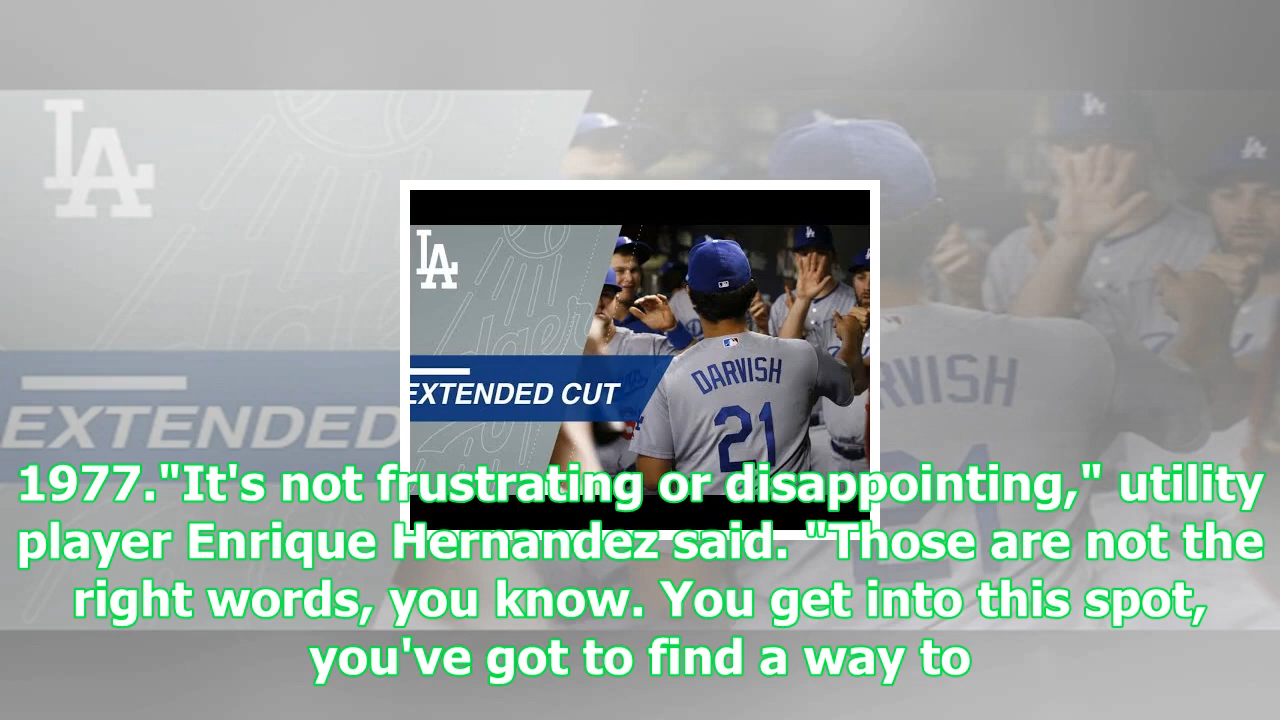 LA
EXTENDED
RVISH
21
LA
Dodgers
EXTENDED CUT
DARVISH
21
1977."It's not frustrating or disappointing," utility
player Enrique Hernandez said. "Those are not the
right words, you know. You get into this spot,
you've got to find a way to